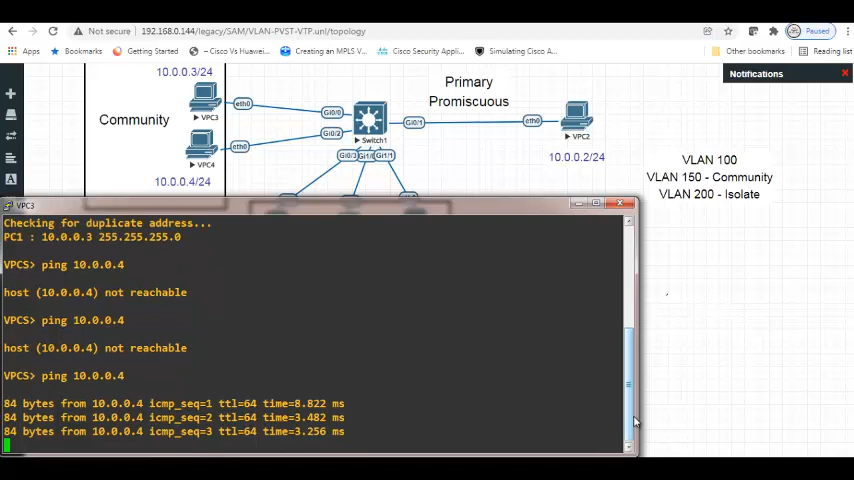 Not secure | 192.168.0.144/legacy/SAM/VLAN-PVST-VTP.unl/topology
Paused
Apps
Bookmarks
Getting Started
– Cisco Vs Huawei...
Creating an MPLS V...
Cisco Security Appli...
Simulating Cisco A...
Other bookmarks
Reading list
Notifications
10.0.0.3/24
Community
VPC3
eth0
Gi0/0
VPC4
eth0
Gi0/2
10.0.0.4/24
Switch1
Gi0/3
Gi1/1
Gi0/1
Primary
Promiscuous
eth0
VPC2
10.0.0.2/24
VLAN 100
VLAN 150 - Community
VLAN 200 - Isolate
VPC3
Checking for duplicate address...
PC1 : 10.0.0.3 255.255.255.0
VPCS> ping 10.0.0.4
host (10.0.0.4) not reachable
VPCS> ping 10.0.0.4
host (10.0.0.4) not reachable
VPCS> ping 10.0.0.4
84 bytes from 10.0.0.4 icmp_seq=1 ttl=64 time=8.822 ms
84 bytes from 10.0.0.4 icmp_seq=2 ttl=64 time=3.482 ms
84 bytes from 10.0.0.4 icmp_seq=3 ttl=64 time=3.256 ms